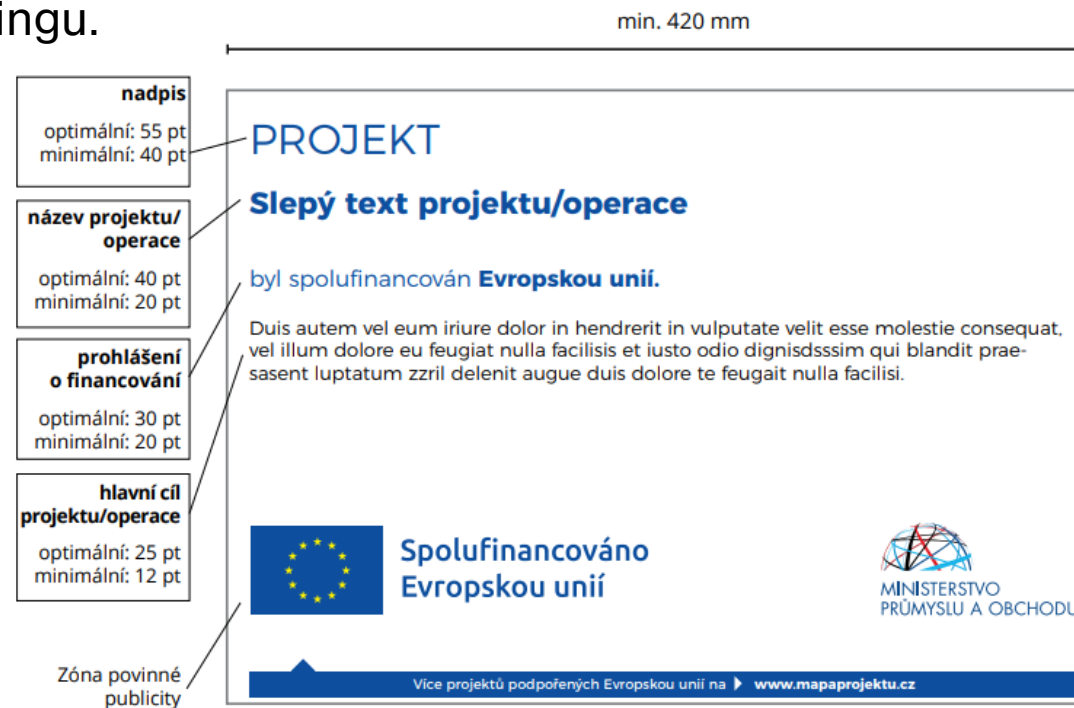 ingu.
min. 420 mm
nadpis
optimální: 55 pt
minimální: 40 pt
název projektu/
operace
optimální: 40 pt
minimální: 20 pt
prohlášení
o financování
optimální: 30 pt
minimální: 20 pt
hlavní cíl
projektu/operace
optimální: 25 pt
minimální: 12 pt
Zóna povinné
publicity
PROJEKT
Slepý text projektu/operace
byl spolufinancován Evropskou unií.
Duis autem vel eum iriure dolor in hendrerit in vulputate velit esse molestie consequat,
vel illum dolore eu feugiat nulla facilisis et iusto odio dignisdsssim qui blandit prae-
sasent luptatum zzril delenit augue duis dolore te feugait nulla facilisi.
Spolufinancováno
Evropskou unií
MINISTERSTVO
PRŮMYSLU A OBCHODU
Více projektů podpořených Evropskou unií na www.mapaprojektu.cz